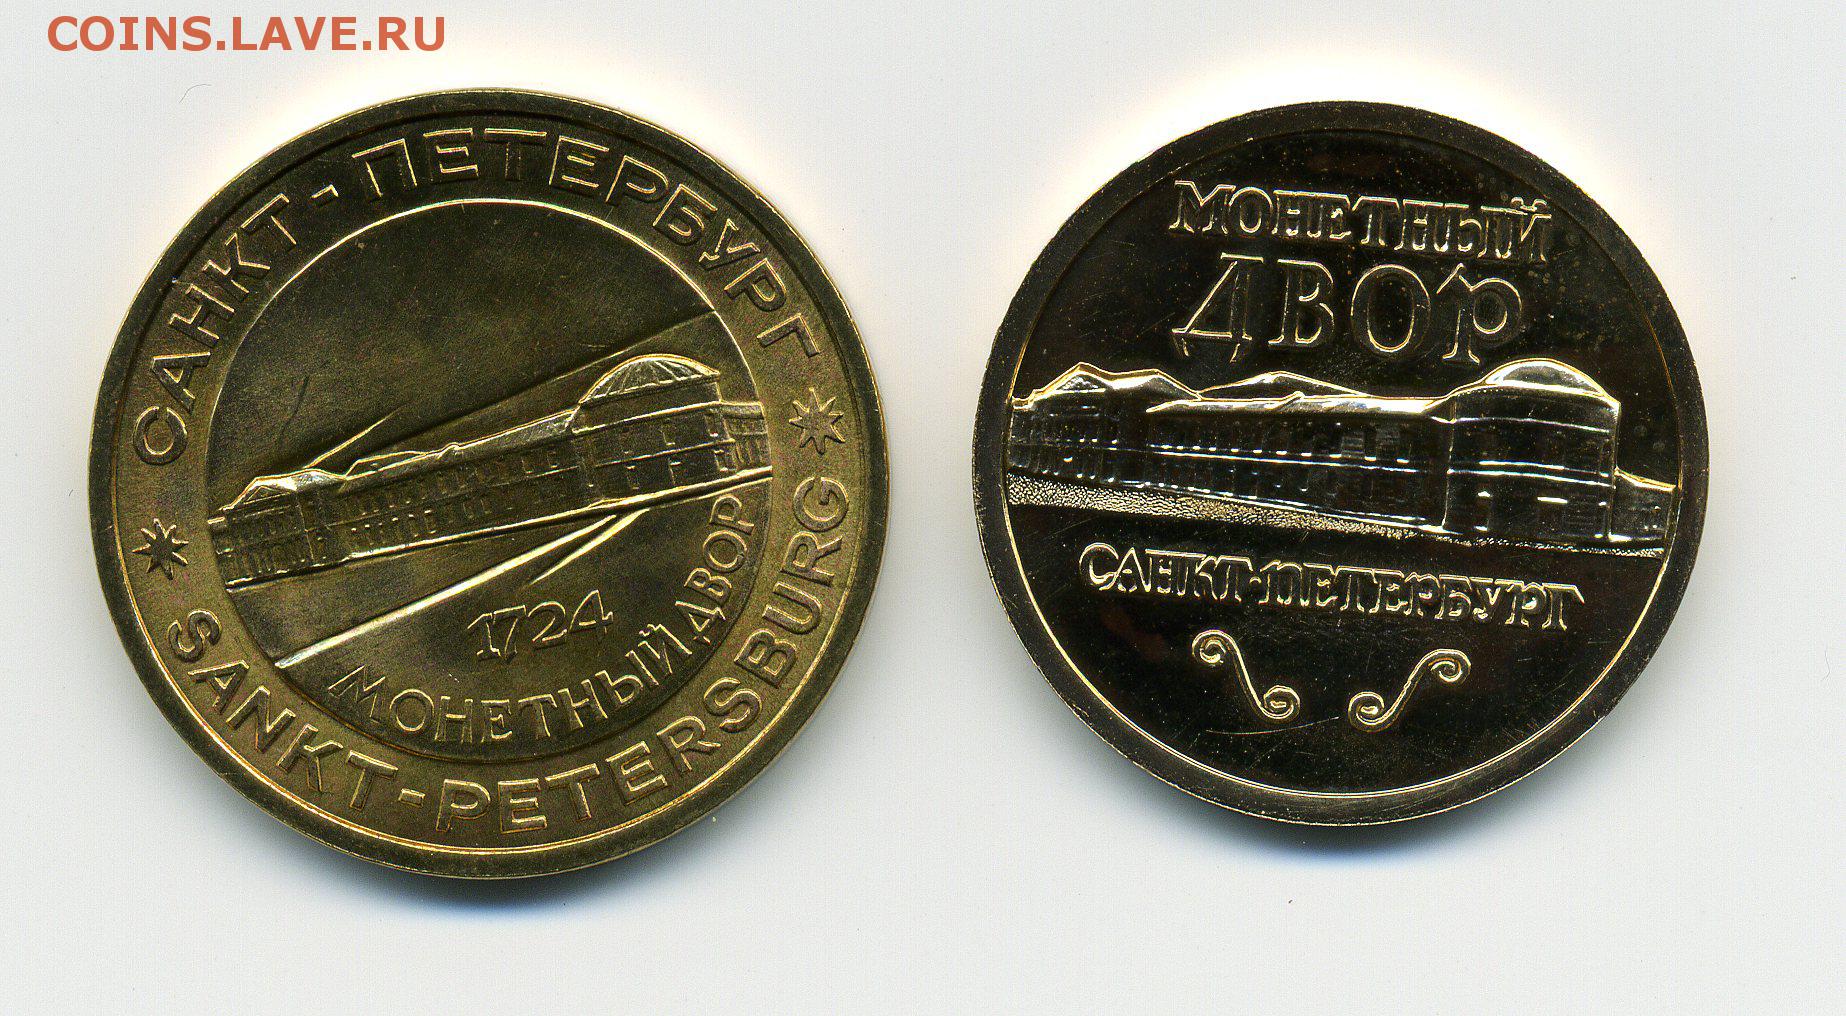 COINS.LAVE.RU
САНКТ-ПЕТЕРБУРГ
1724
МОНЕТНЫЙ ДВОР
SANKT-PETERSBURG
МОНЕТНЫЙ
ДВОР
САНКТ-ПЕТЕРБУРГ